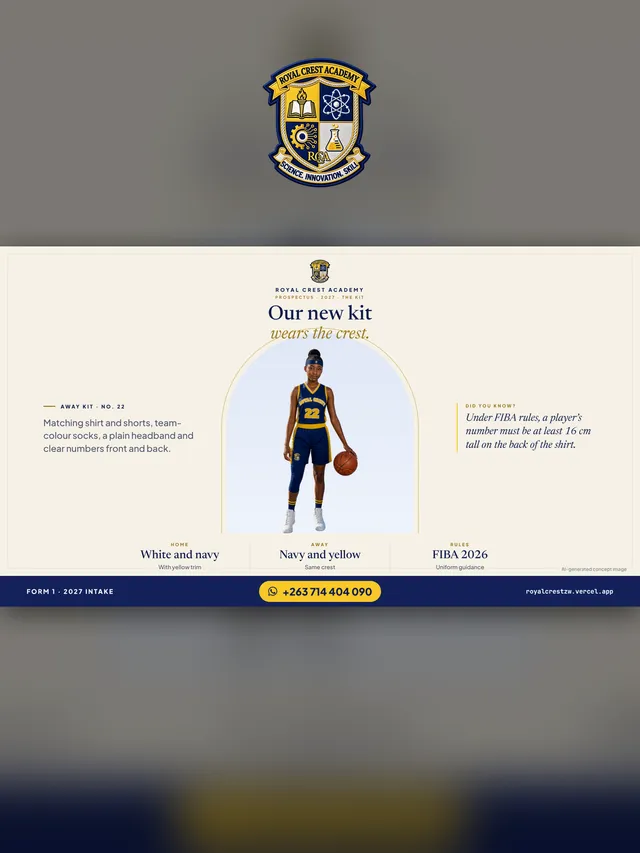 ROYAL CREST ACADEMY
RCA
SCIENCE. INNOVATION. SKILL
ROYAL CREST ACADEMY
PROSPECTUS · 2027 · THE KIT
Our new kit
wears the crest.
AWAY KIT · NO. 22
Matching shirt and shorts, team-
colour socks, a plain headband and
clear numbers front and back.
22
DID YOU KNOW?
Under FIBA rules, a player's
number must be at least 16 cm
tall on the back of the shirt.
HOME
White and navy
With yellow trim
AWAY
Navy and yellow
Same crest
RULES
FIBA 2026
Uniform guidance
AI-generated concept image
FORM 1 · 2027 INTAKE
+263 714 404 090
royalcrestzw.vercel.app